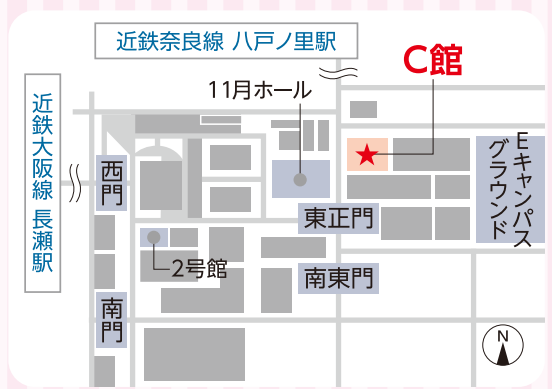 近鉄奈良線 八戸ノ里駅
C館
11月ホール
近鉄大阪線 長瀬駅
西門
Eキャンパス
グラウンド
東正門
2号館
南東門
南門
N